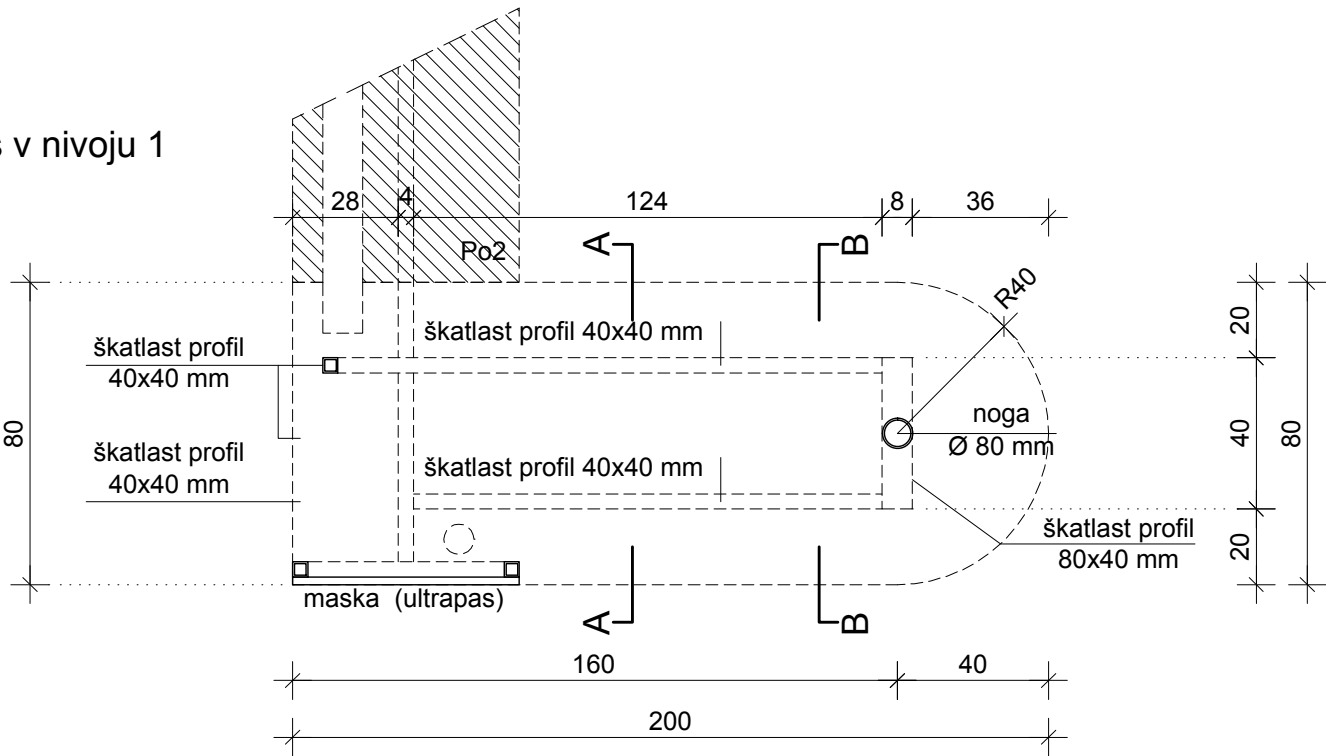 v nivoju 1
28
4
124
8
36
Po2
A
B
R40
20
škatlast profil 40x40 mm
škatlast profil
40x40 mm
80
noga
Ø 80 mm
40
80
škatlast profil
40x40 mm
škatlast profil 40x40 mm
škatlast profil
80x40 mm
20
maska (ultrapas)
A
B
160
40
200